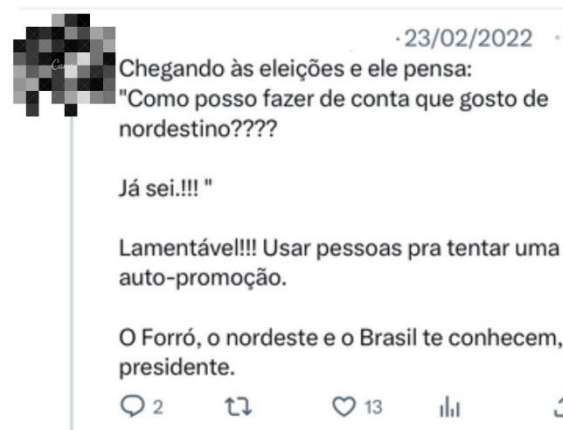 ·23/02/2022
Chegando às eleições e ele pensa:
"Como posso fazer de conta que gosto de
nordestino????
Já sei.!!! "
Lamentável!!! Usar pessoas pra tentar uma
auto-promoção.
O Forró, o nordeste e o Brasil te conhecem,
presidente.
2 13